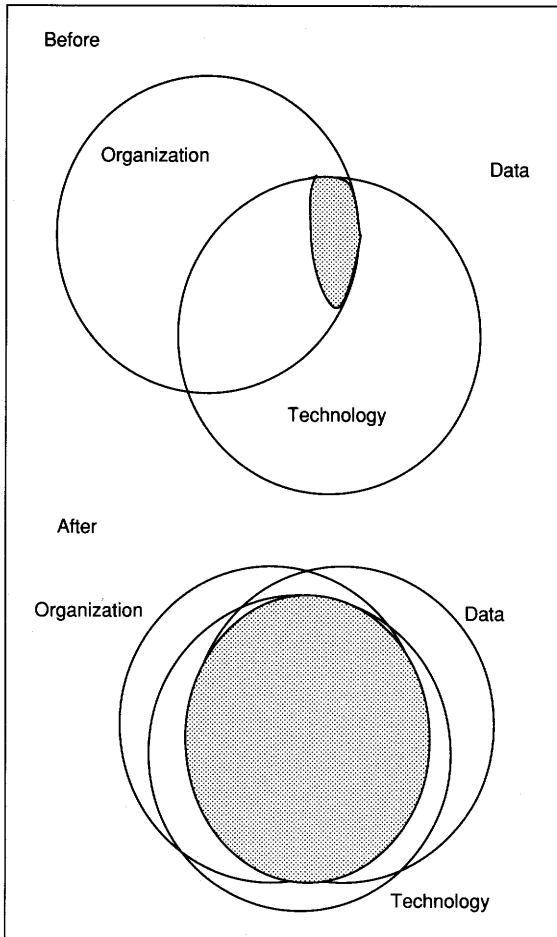 Before
Organization
Data
Technology
After
Organization
Data
Technology